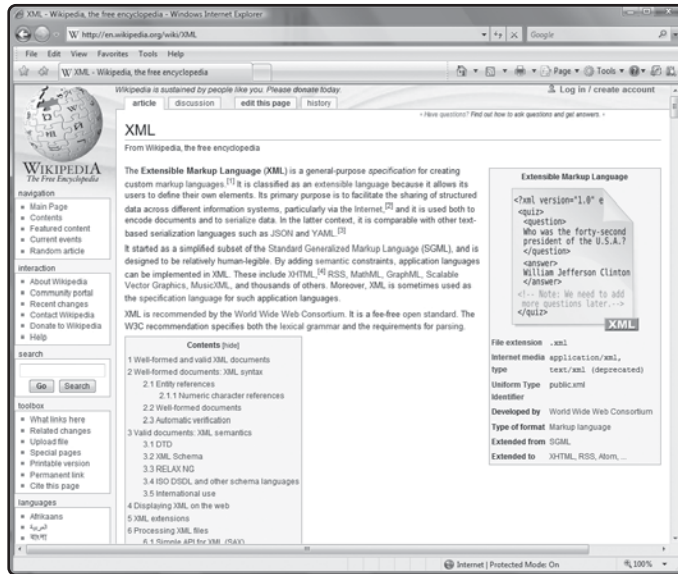 XML - Wikipedia, the free encyclopedia - Windows Internet Explorer
http://en.wikipedia.org/wiki/XML
Google
File Edit View Favorites Tools Help
XML - Wikipedia, the free encyclopedia
Page Tools
Wikipedia is sustained by people like you. Please donate today.
Log in / create account
article discussion edit this page history
Have questions? Find out how to ask questions and get answers.
WIKIPEDIA
The Free Encyclopedia
navigation
Main Page
Contents
Featured content
Current events
Random article
interaction
About Wikipedia
Community portal
Recent changes
Contact Wikipedia
Donate to Wikipedia
Help
search
Go Search
toolbox
What links here
Related changes
Upload file
Special pages
Printable version
Permanent link
Cite this page
languages
Afrikaans
العربية
বাংলা
XML
From Wikipedia, the free encyclopedia
The Extensible Markup Language (XML) is a general-purpose specification for creating
custom markup languages.[1] It is classified as an extensible language because it allows its
users to define their own elements. Its primary purpose is to facilitate the sharing of structured
data across different information systems, particularly via the Internet,[2] and it is used both to
encode documents and to serialize data. In the latter context, it is comparable with other text-
based serialization languages such as JSON and YAML.[3]
It started as a simplified subset of the Standard Generalized Markup Language (SGML), and is
designed to be relatively human-legible. By adding semantic constraints, application languages
can be implemented in XML. These include XHTML,[4] RSS, MathML, GraphML, Scalable
Vector Graphics, MusicXML, and thousands of others. Moreover, XML is sometimes used as
the specification language for such application languages.
XML is recommended by the World Wide Web Consortium. It is a fee-free open standard. The
W3C recommendation specifies both the lexical grammar and the requirements for parsing.
Contents [hide]
1 Well-formed and valid XML documents
2 Well-formed documents: XML syntax
2.1 Entity references
2.1.1 Numeric character references
2.2 Well-formed documents
2.3 Automatic verification
3 Valid documents: XML semantics
3.1 DTD
3.2 XML Schema
3.3 RELAX NG
3.4 ISO DSDL and other schema languages
3.5 International use
4 Displaying XML on the web
5 XML extensions
6 Processing XML files
6.1 Simple API for XML (SAX)
Extensible Markup Language
<?xml version="1.0" e
<quiz>
<question>
Who was the forty-second
president of the U.S.A.?
</question>
<answer>
William Jefferson Clinton
</answer>
<!-- Note: We need to add
more questions later.-->
</quiz>
XML
File extension .xml
Internet media type application/xml,
text/xml (deprecated)
Uniform Type Identifier public.xml
Developed by World Wide Web Consortium
Type of format Markup language
Extended from SGML
Extended to XHTML, RSS, Atom, ...
Internet | Protected Mode: On
100%